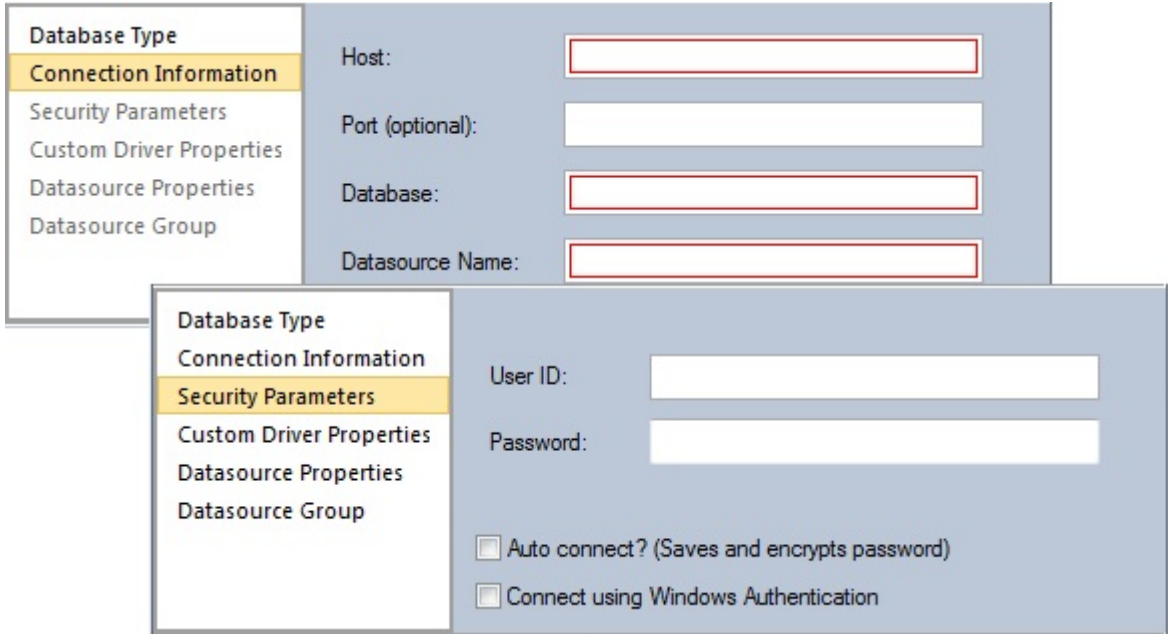 Database Type
Connection Information
Security Parameters
Custom Driver Properties
Datasource Properties
Datasource Group
Host:
Port (optional):
Database:
Datasource Name:
Database Type
Connection Information
Security Parameters
Custom Driver Properties
Datasource Properties
Datasource Group
User ID:
Password:
Auto connect? (Saves and encrypts password)
Connect using Windows Authentication